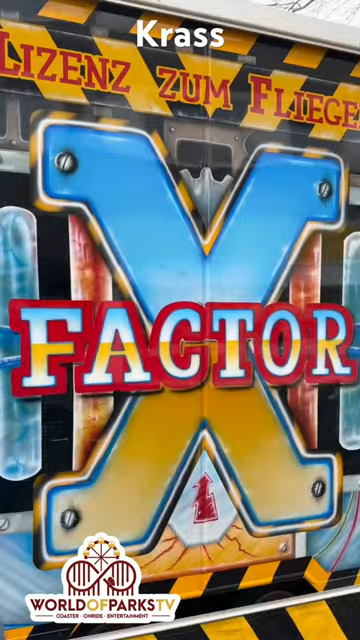 Krass
LIZENZ ZUM FLIEGE
X
FACTOR
WORLDOFPARKSTV
COASTER · ONRIDE · ENTERTAINMENT